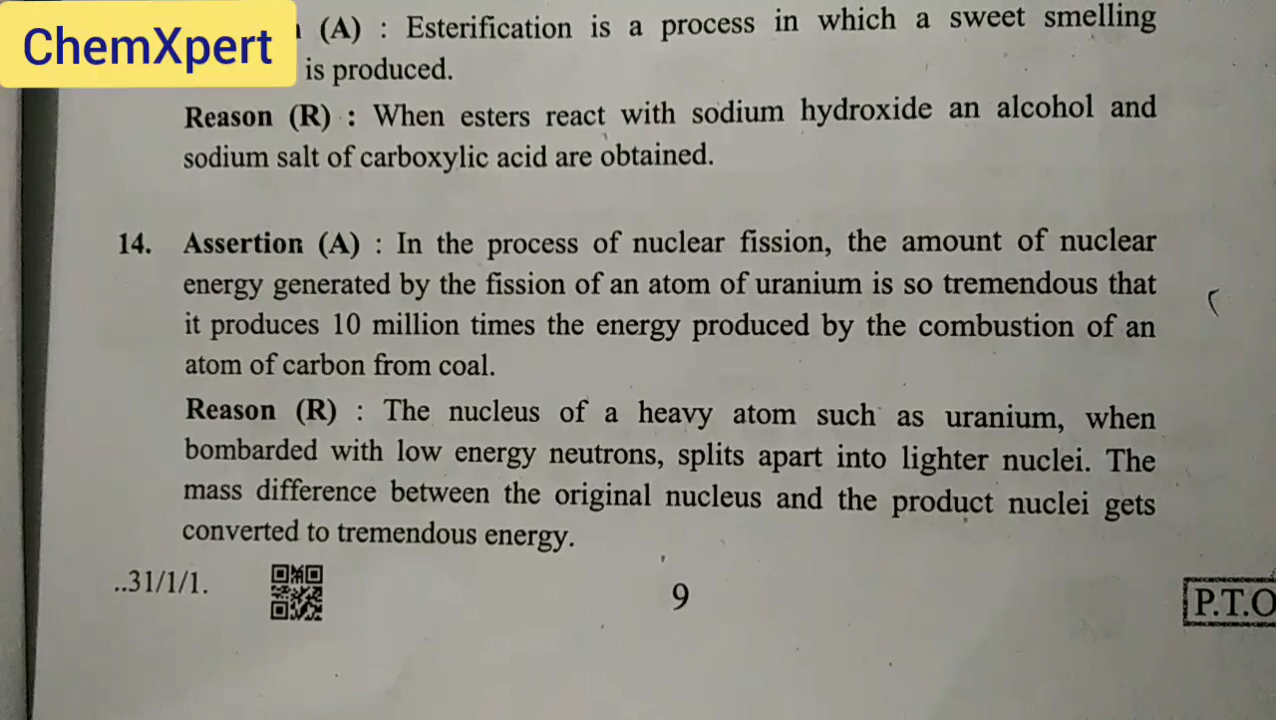 ChemXpert
(A) : Esterification is a process in which a sweet smelling
is produced.
Reason (R) : When esters react with sodium hydroxide an alcohol and
sodium salt of carboxylic acid are obtained.
14. Assertion (A) : In the process of nuclear fission, the amount of nuclear
energy generated by the fission of an atom of uranium is so tremendous that
it produces 10 million times the energy produced by the combustion of an
atom of carbon from coal.
Reason (R) : The nucleus of a heavy atom such as uranium, when
bombarded with low energy neutrons, splits apart into lighter nuclei. The
mass difference between the original nucleus and the product nuclei gets
converted to tremendous energy.
..31/1/1. 9 P.T.O